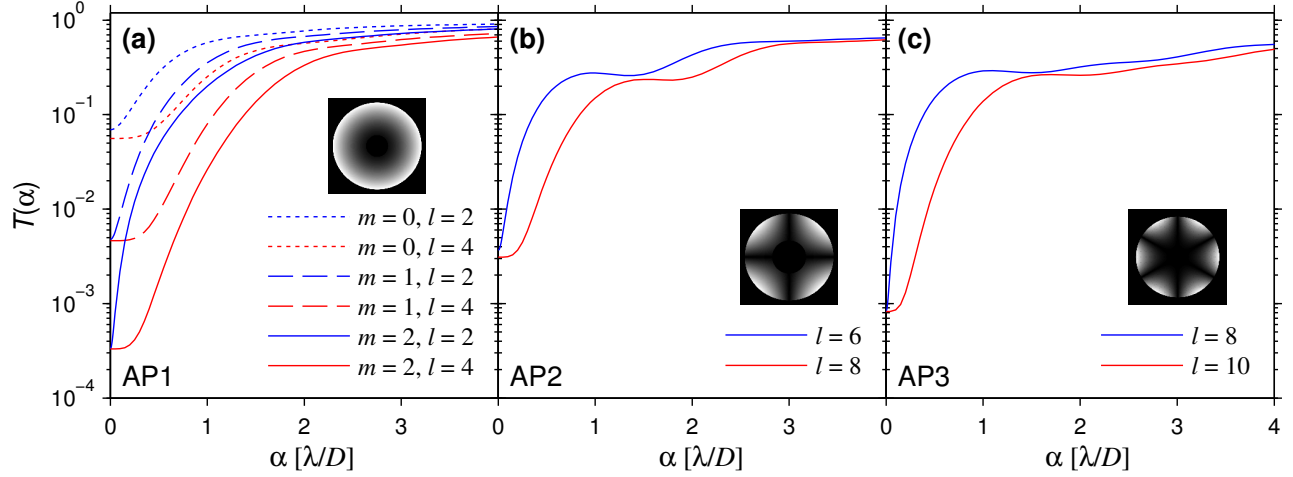 (a)
(b)
(c)
10⁰
10⁻¹
10⁻²
10⁻³
10⁻⁴
T(α)
m = 0, l = 2
m = 0, l = 4
m = 1, l = 2
m = 1, l = 4
m = 2, l = 2
m = 2, l = 4
AP1
l = 6
l = 8
AP2
l = 8
l = 10
AP3
0 1 2 3
0 1 2 3
0 1 2 3 4
α [λ/D]
α [λ/D]
α [λ/D]